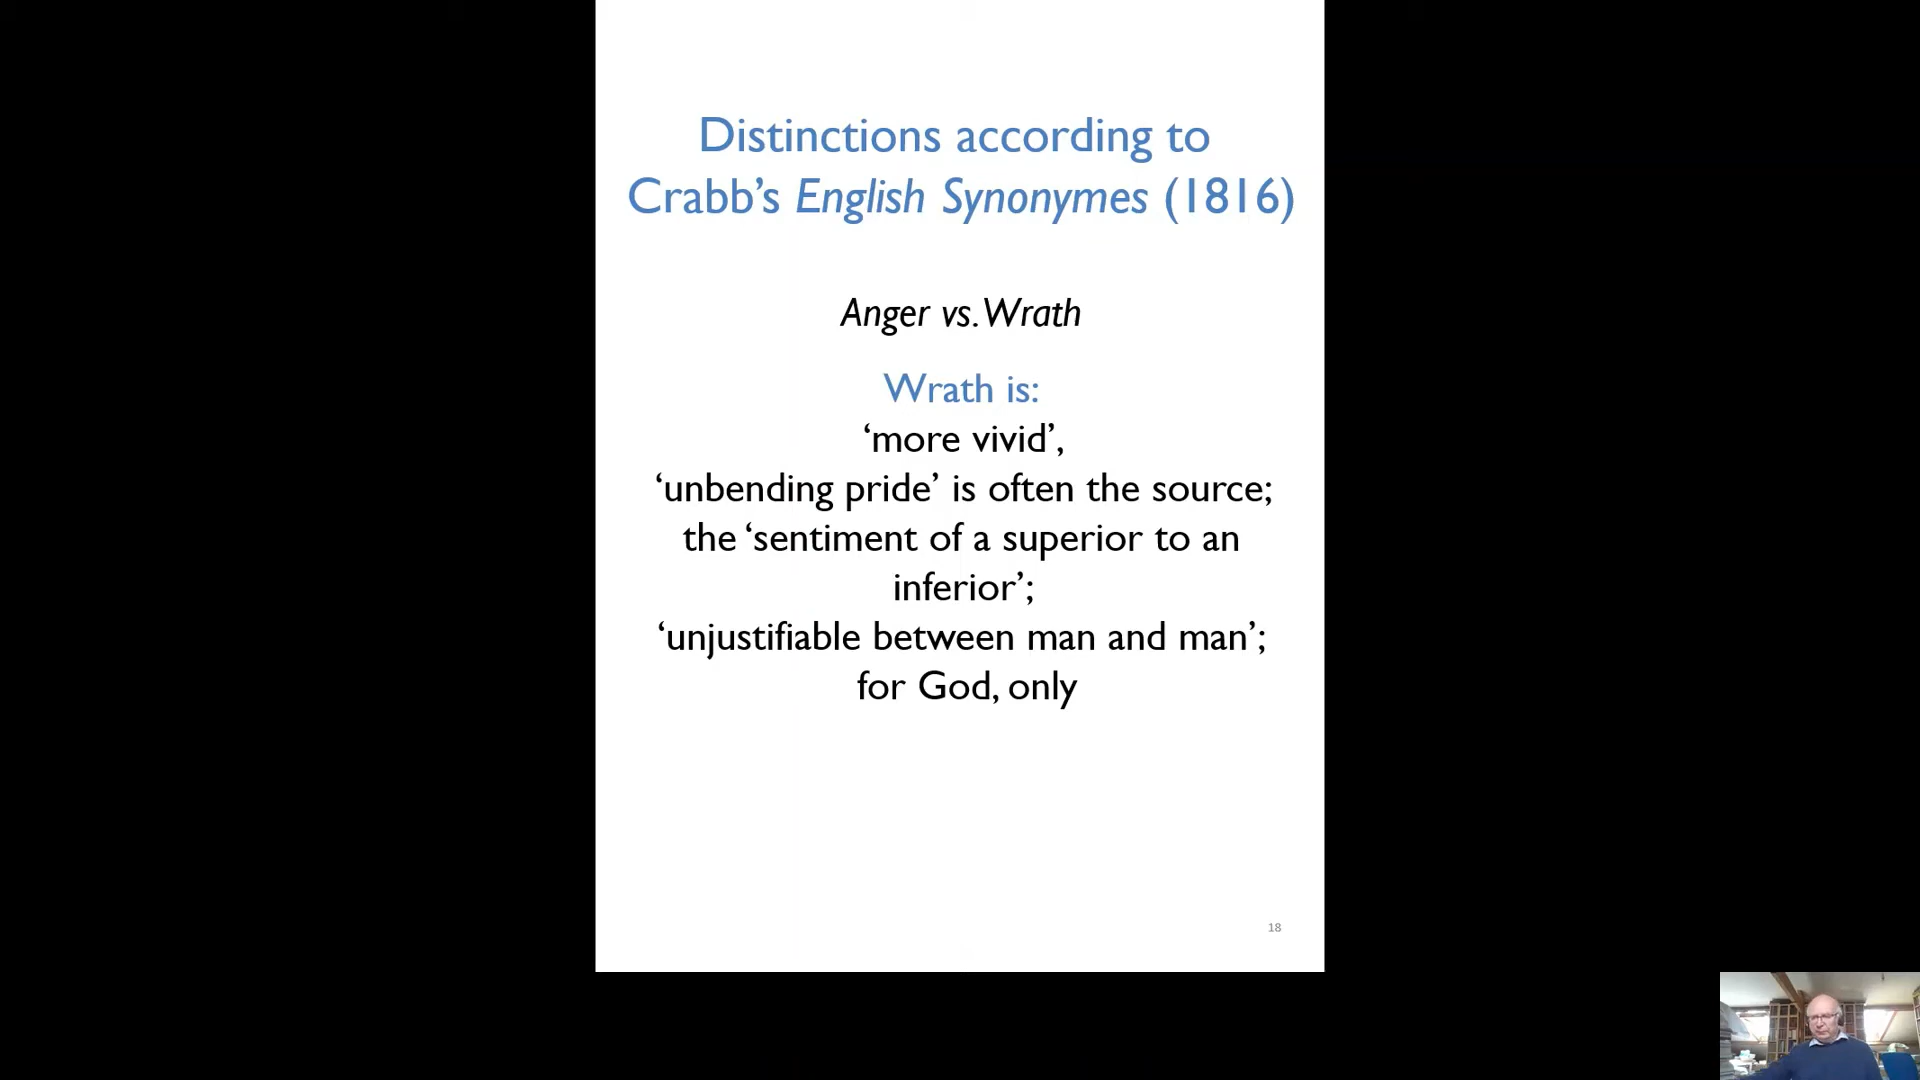 Distinctions according to
Crabb’s English Synonymes (1816)
Anger vs. Wrath
Wrath is:
‘more vivid’,
‘unbending pride’ is often the source;
the ‘sentiment of a superior to an
inferior’;
‘unjustifiable between man and man’;
for God, only
18